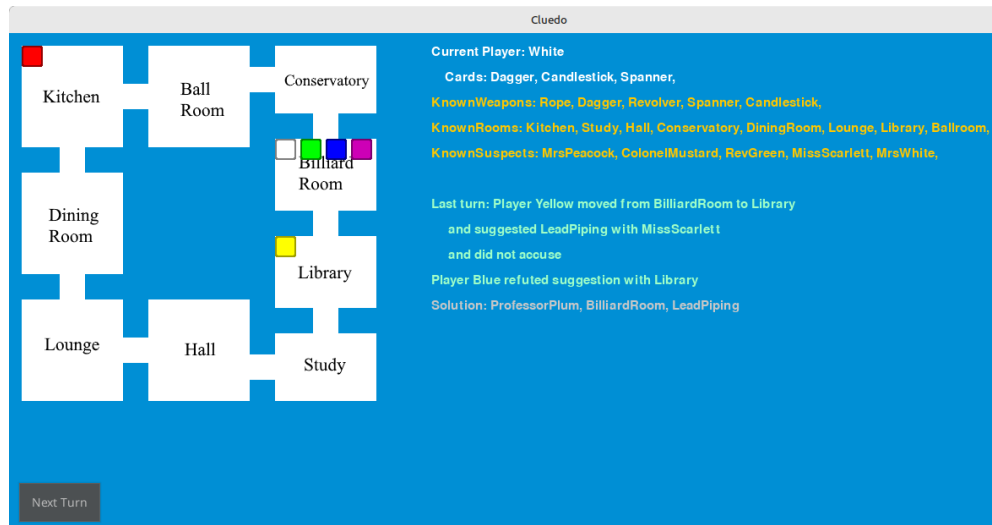 Cluedo
Kitchen
Ball
Room
Conservatory
Billiard
Room
Dining
Room
Library
Lounge
Hall
Study
Current Player: White
Cards: Dagger, Candlestick, Spanner,
KnownWeapons: Rope, Dagger, Revolver, Spanner, Candlestick,
KnownRooms: Kitchen, Study, Hall, Conservatory, DiningRoom, Lounge, Library, Ballroom,
KnownSuspects: MrsPeacock, ColonelMustard, RevGreen, MissScarlett, MrsWhite,
Last turn: Player Yellow moved from BilliardRoom to Library
and suggested LeadPiping with MissScarlett
and did not accuse
Player Blue refuted suggestion with Library
Solution: ProfessorPlum, BilliardRoom, LeadPiping
Next Turn